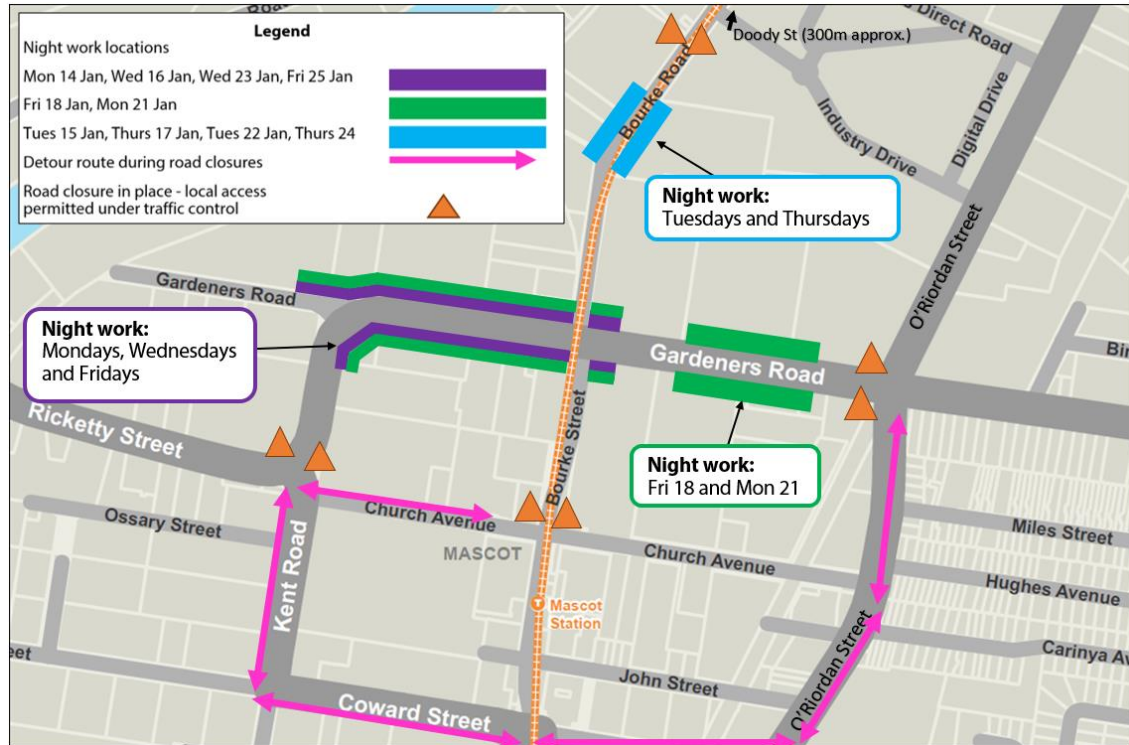 Legend
Night work locations
Mon 14 Jan, Wed 16 Jan, Wed 23 Jan, Fri 25 Jan
Fri 18 Jan, Mon 21 Jan
Tues 15 Jan, Thurs 17 Jan, Tues 22 Jan, Thurs 24
Detour route during road closures
Road closure in place - local access
permitted under traffic control
Road
Doody St (300m approx.)
Direct Road
Bourke Road
Industry Drive
Digital Drive
Night work:
Tuesdays and Thursdays
O'Riordan Street
Gardeners Road
Night work:
Mondays, Wednesdays
and Fridays
Gardeners Road
Bin
Ricketty Street
Bourke Street
Night work:
Fri 18 and Mon 21
Ossary Street
Church Avenue
MASCOT
Church Avenue
Miles Street
Hughes Avenue
Kent Road
Mascot
Station
Carinya Av
eet
John Street
O'Riordan Street
Coward Street